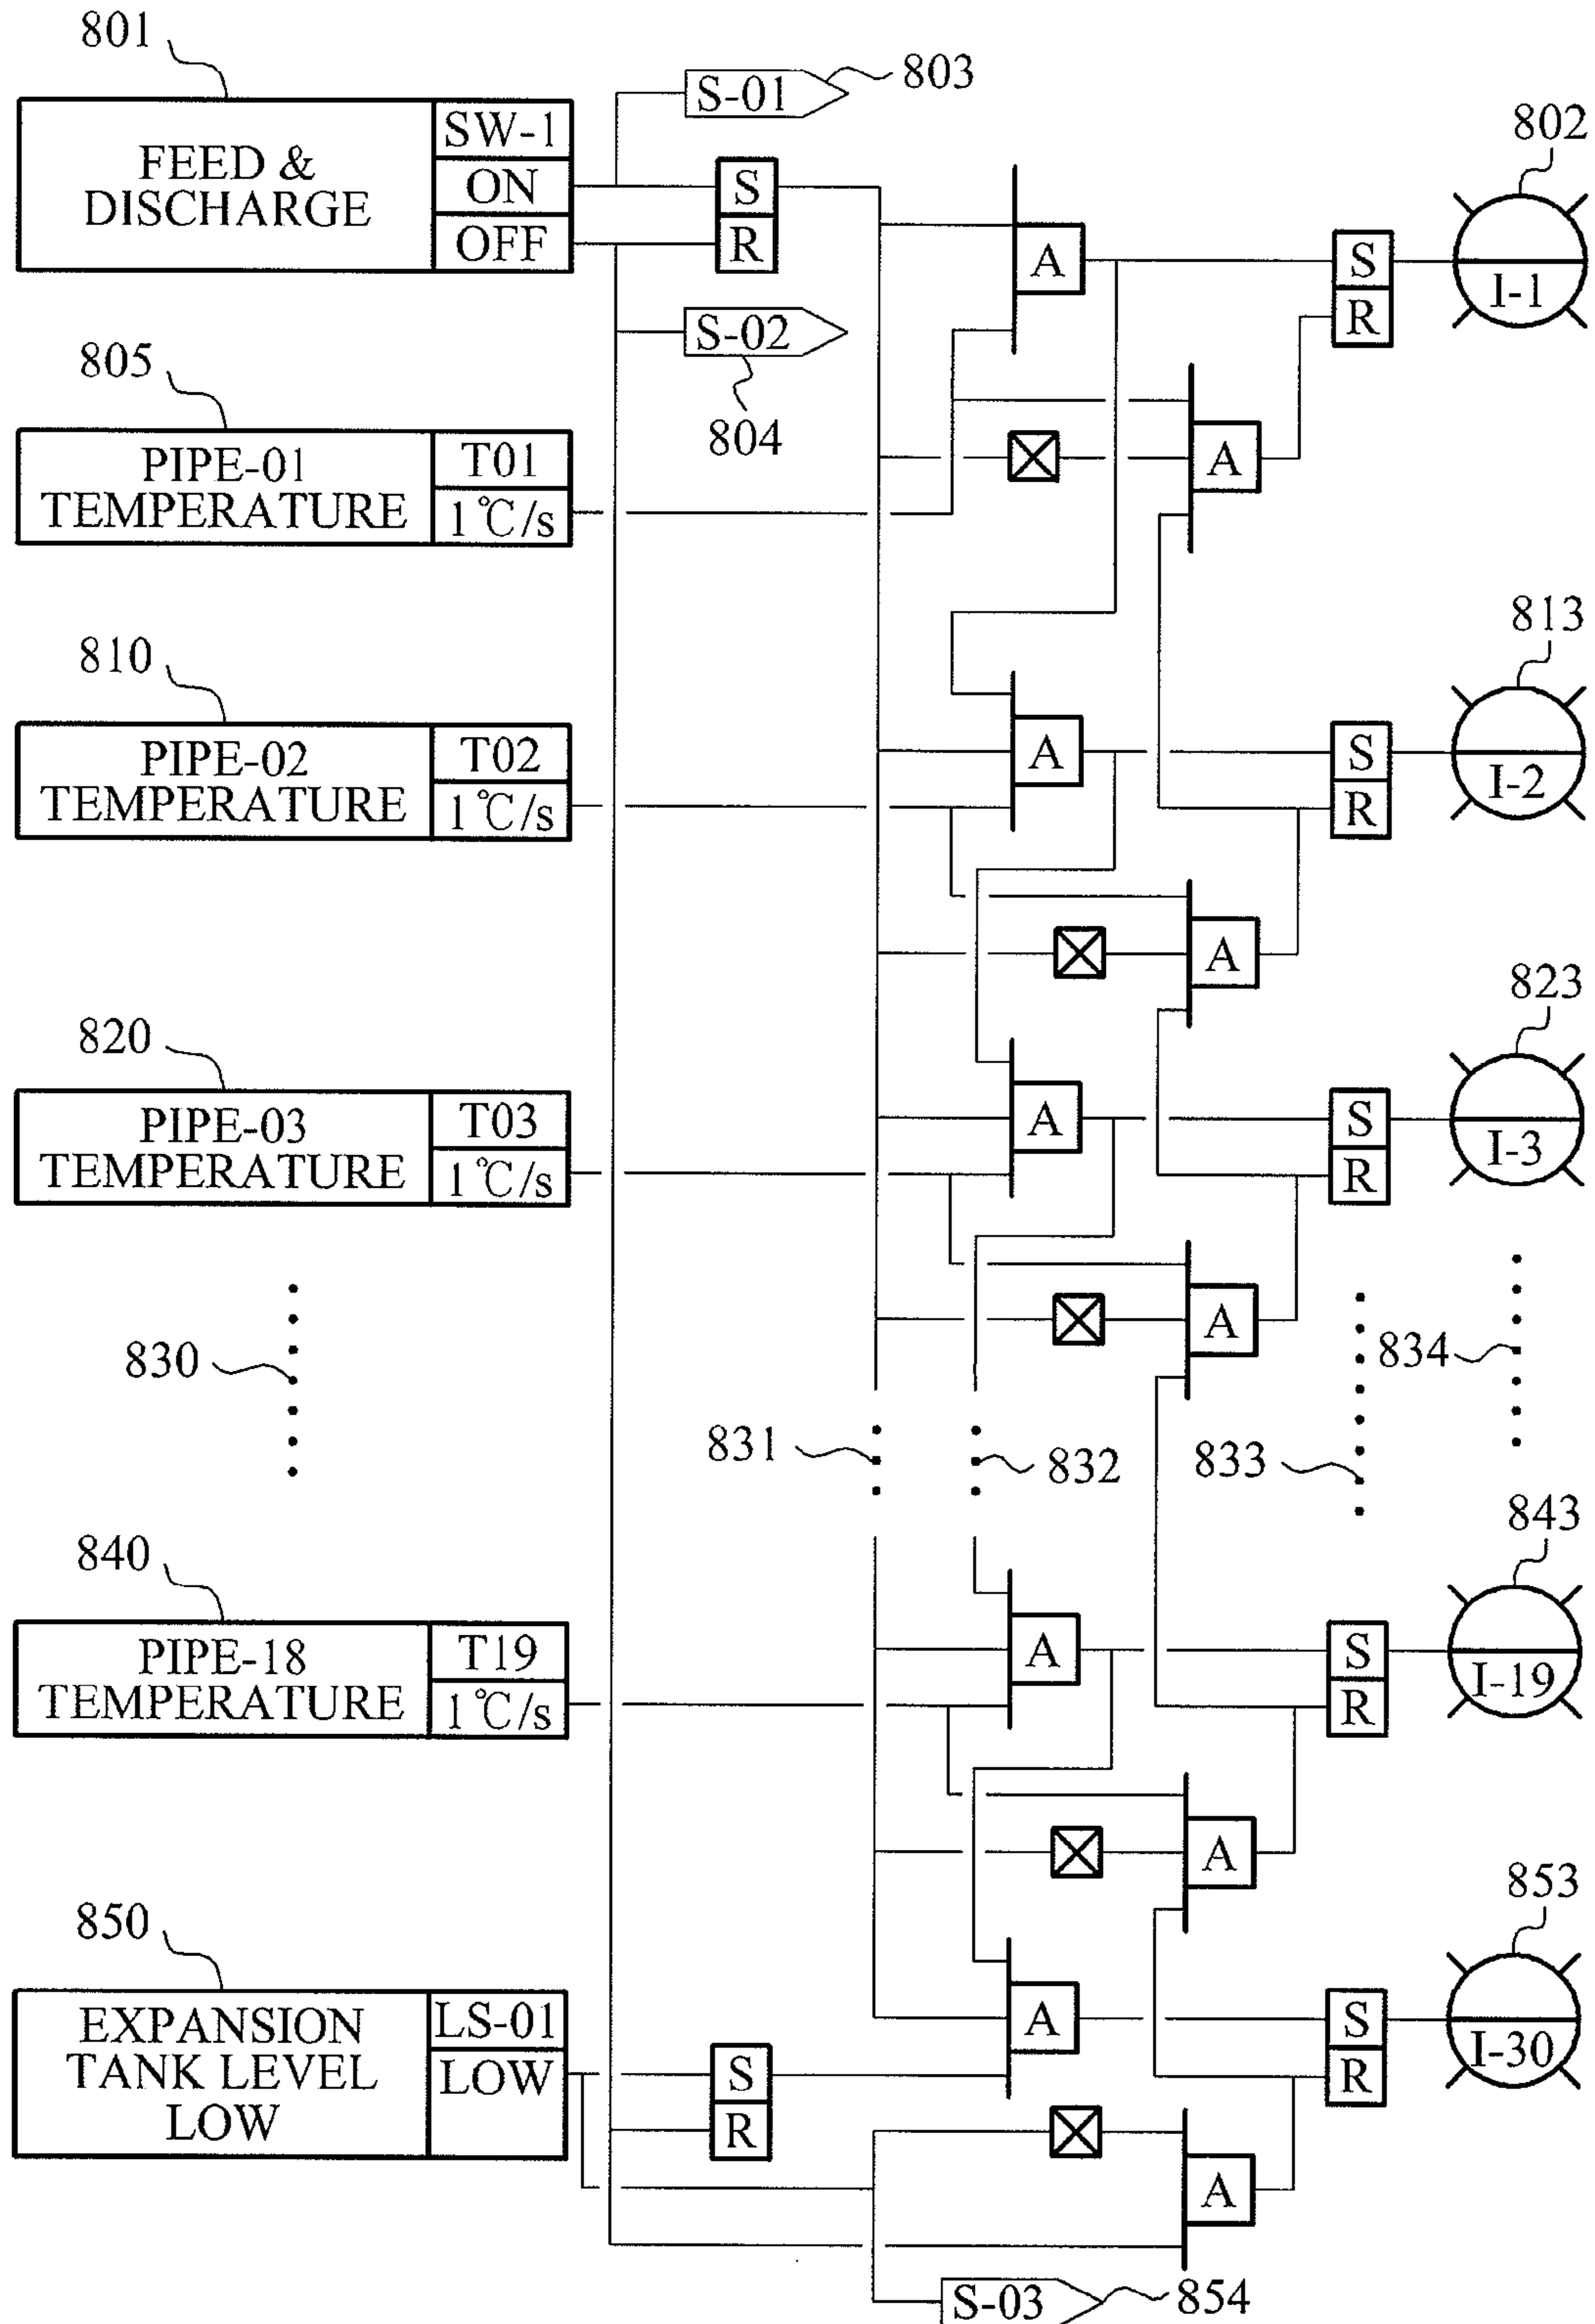 801
S-01
803
FEED &
DISCHARGE
SW-1
ON
OFF
S
R
A
S
R
802
I-1
S-02
804
805
PIPE-01
TEMPERATURE
T01
1℃/s
A
810
PIPE-02
TEMPERATURE
T02
1℃/s
A
S
R
813
I-2
A
820
PIPE-03
TEMPERATURE
T03
1℃/s
A
S
R
823
I-3
A
830
831
832
833
834
840
PIPE-18
TEMPERATURE
T19
1℃/s
A
S
R
843
I-19
A
850
EXPANSION
TANK LEVEL
LOW
LS-01
LOW
S
R
A
S
R
853
I-30
A
S-03
854